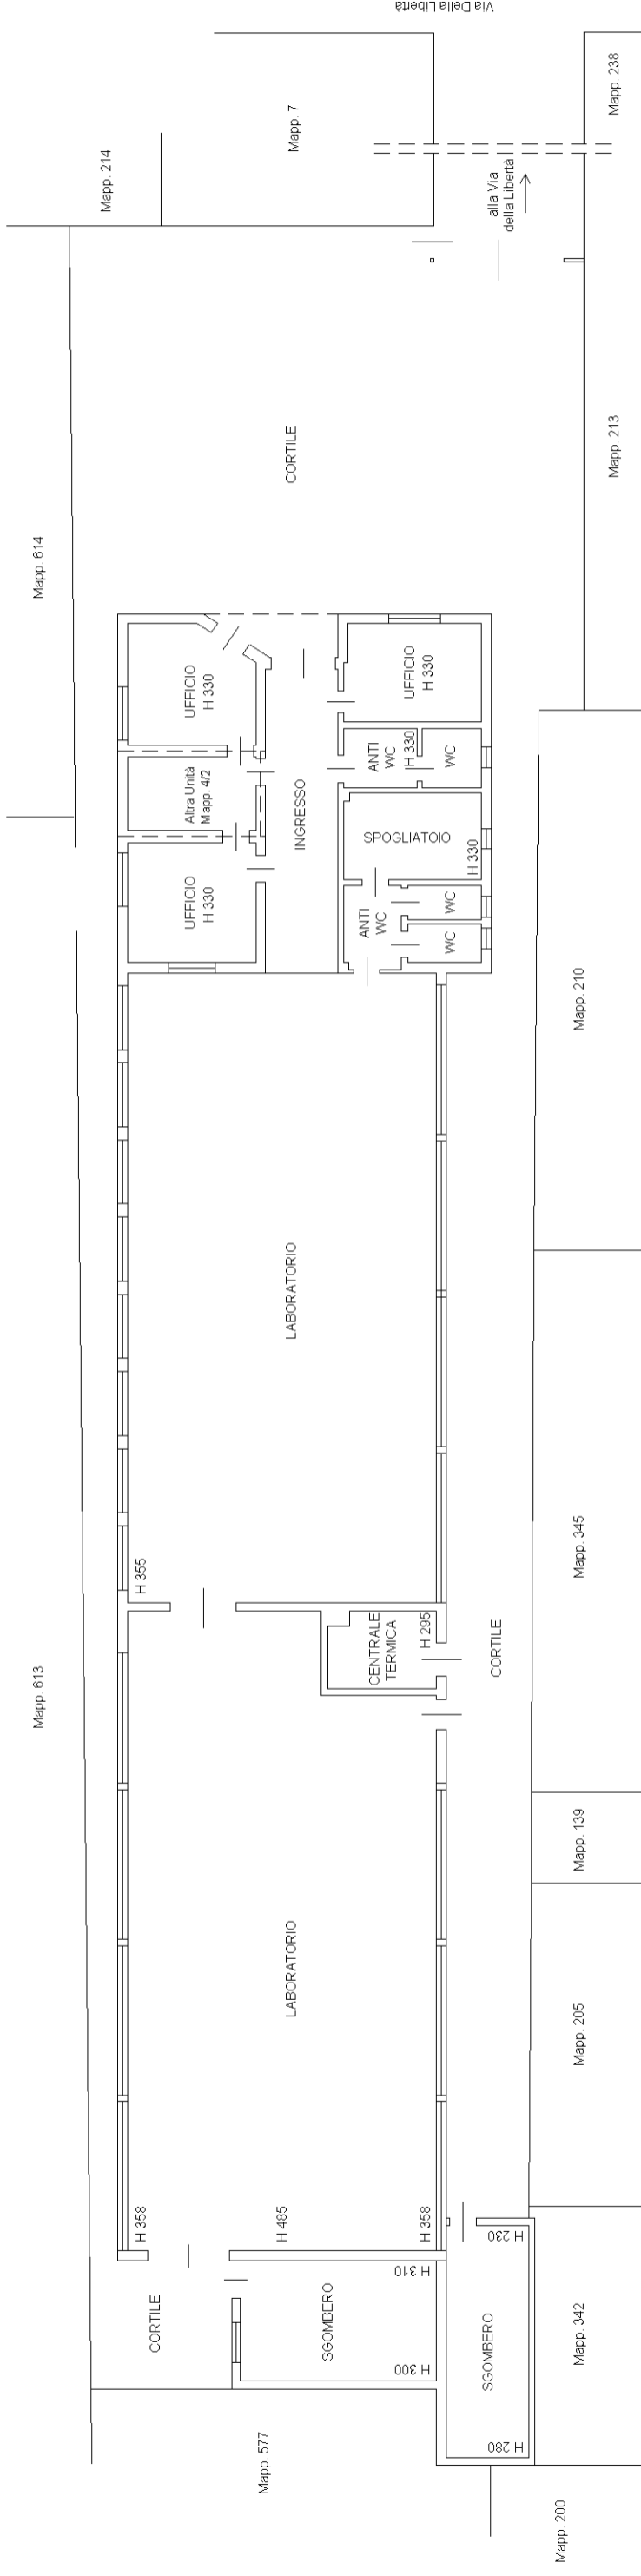 Via Della Libertà
Mapp. 238
Mapp. 7
Mapp. 214
alla Via
della Libertà
CORTILE
Mapp. 213
Mapp. 614
UFFICIO
H 330
UFFICIO
H 330
Altra Unità
Mapp. 4/2
ANTI
WC
H 330
WC
INGRESSO
SPOGLIATOIO
H 330
UFFICIO
H 330
ANTI
WC
WC
WC
Mapp. 210
LABORATORIO
H 355
Mapp. 345
CENTRALE
TERMICA
H 295
CORTILE
Mapp. 613
Mapp. 139
LABORATORIO
Mapp. 205
H 358
H 485
H 358
H 230
H 310
CORTILE
SGOMBERO
H 300
SGOMBERO
H 280
Mapp. 342
Mapp. 577
Mapp. 200